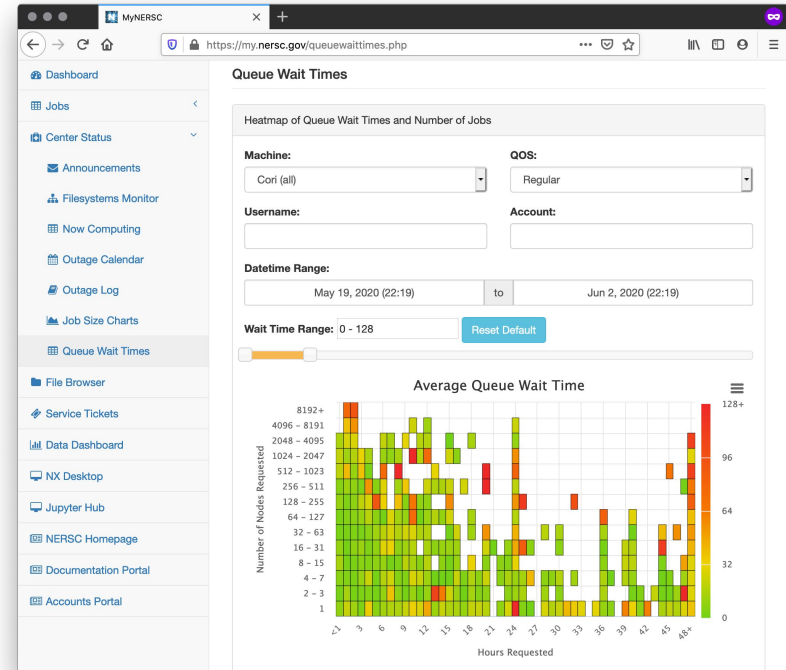 MyNERSC
https://my.nersc.gov/queuewaittimes.php
Dashboard
Jobs
Center Status
Announcements
Filesystems Monitor
Now Computing
Outage Calendar
Outage Log
Job Size Charts
Queue Wait Times
File Browser
Service Tickets
Data Dashboard
NX Desktop
Jupyter Hub
NERSC Homepage
Documentation Portal
Accounts Portal
Queue Wait Times
Heatmap of Queue Wait Times and Number of Jobs
Machine: QOS:
Cori (all) Regular
Username: Account:
Datetime Range:
May 19, 2020 (22:19) to Jun 2, 2020 (22:19)
Wait Time Range: 0 - 128 Reset Default
Average Queue Wait Time
Number of Nodes Requested
8192+
4096 – 8191
2048 – 4095
1024 – 2047
512 – 1023
256 – 511
128 – 255
64 – 127
32 – 63
16 – 31
8 – 15
4 – 7
2 – 3
1
<1 3 6 9 12 15 18 21 24 27 30 33 36 39 42 45 48+
Hours Requested
128+
96
64
32
0